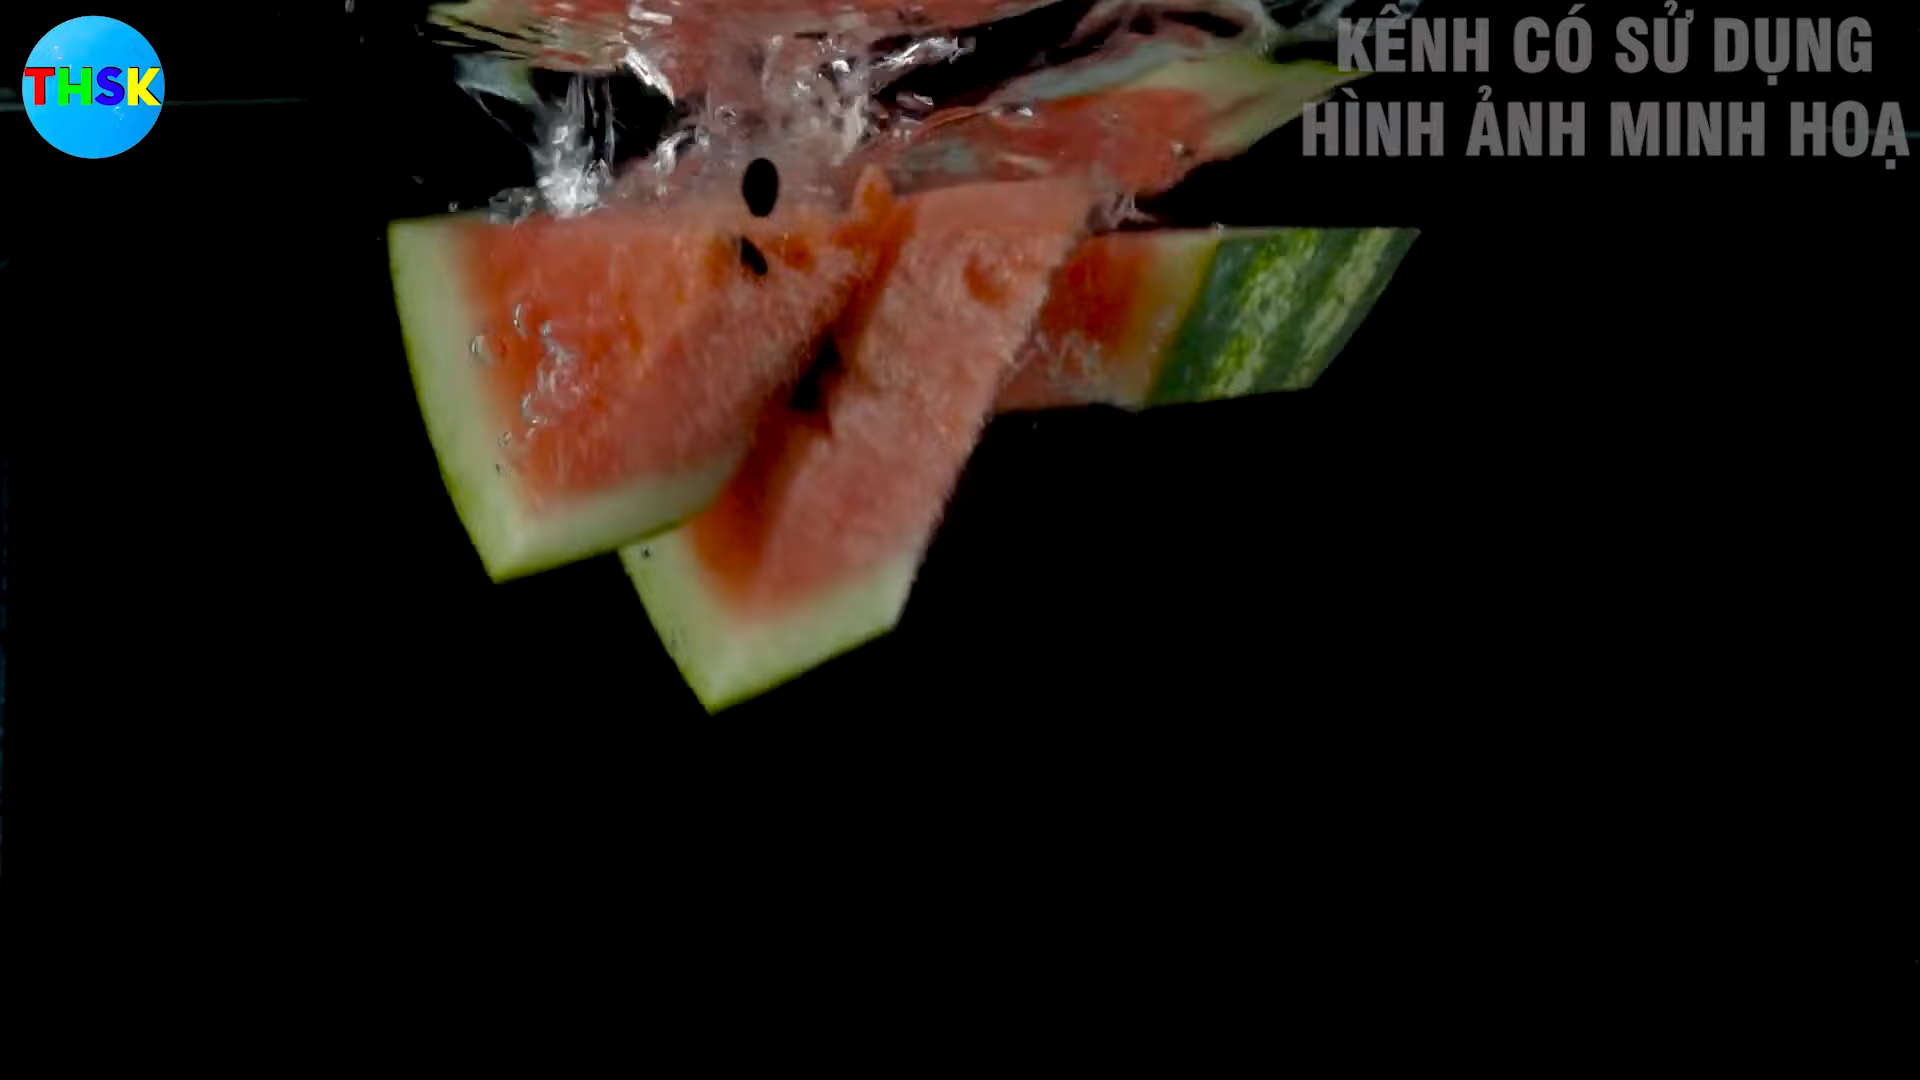 THSK
KÊNH CÓ SỬ DỤNG
HÌNH ẢNH MINH HOẠ